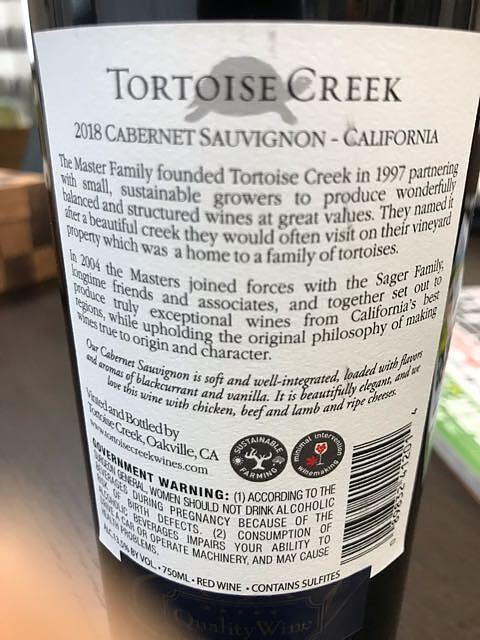 TORTOISE CREEK
2018 CABERNET SAUVIGNON - CALIFORNIA
The Master Family founded Tortoise Creek in 1997 partnering
with small, sustainable growers to produce wonderfully
balanced and structured wines at great values. They named it
after a beautiful creek they would often visit on their vineyard
property which was a home to a family of tortoises.
In 2004 the Masters joined forces with the Sager Family,
longtime friends and associates, and together set out to
produce truly exceptional wines from California's best
regions, while upholding the original philosophy of making
wines true to origin and character.
Our Cabernet Sauvignon is soft and well-integrated, loaded with flavors
and aromas of blackcurrant and vanilla. It is beautifully elegant, and we
love this wine with chicken, beef and lamb and ripe cheeses.
Vinted and Bottled by
Tortoise Creek, Oakville, CA
www.tortoisecreekwines.com
SUSTAINABLE
FARMING
minimal intervention
winemaking
GOVERNMENT WARNING: (1) ACCORDING TO THE
SURGEON GENERAL, WOMEN SHOULD NOT DRINK ALCOHOLIC
BEVERAGES DURING PREGNANCY BECAUSE OF THE
RISK OF BIRTH DEFECTS. (2) CONSUMPTION OF
ALCOHOLIC BEVERAGES IMPAIRS YOUR ABILITY TO
DRIVE A CAR OR OPERATE MACHINERY, AND MAY CAUSE
HEALTH PROBLEMS.
ALC. 13.5% BY VOL. • 750ML • RED WINE • CONTAINS SULFITES
Quality Wine